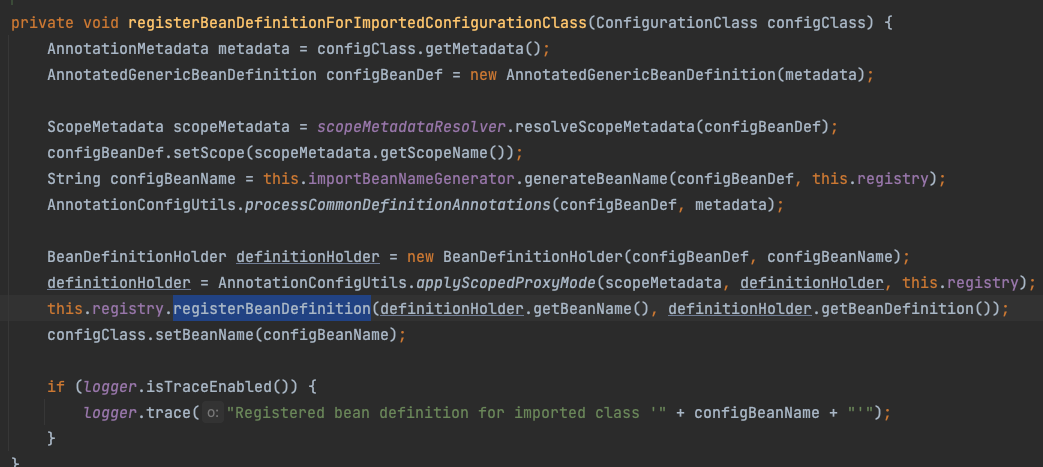 private void registerBeanDefinitionForImportedConfigurationClass(ConfigurationClass configClass) {
    AnnotationMetadata metadata = configClass.getMetadata();
    AnnotatedGenericBeanDefinition configBeanDef = new AnnotatedGenericBeanDefinition(metadata);

    ScopeMetadata scopeMetadata = scopeMetadataResolver.resolveScopeMetadata(configBeanDef);
    configBeanDef.setScope(scopeMetadata.getScopeName());
    String configBeanName = this.importBeanNameGenerator.generateBeanName(configBeanDef, this.registry);
    AnnotationConfigUtils.processCommonDefinitionAnnotations(configBeanDef, metadata);

    BeanDefinitionHolder definitionHolder = new BeanDefinitionHolder(configBeanDef, configBeanName);
    definitionHolder = AnnotationConfigUtils.applyScopedProxyMode(scopeMetadata, definitionHolder, this.registry);
    this.registry.registerBeanDefinition(definitionHolder.getBeanName(), definitionHolder.getBeanDefinition());
    configClass.setBeanName(configBeanName);

    if (logger.isTraceEnabled()) {
        logger.trace( o: "Registered bean definition for imported class '" + configBeanName + "'");
    }
}